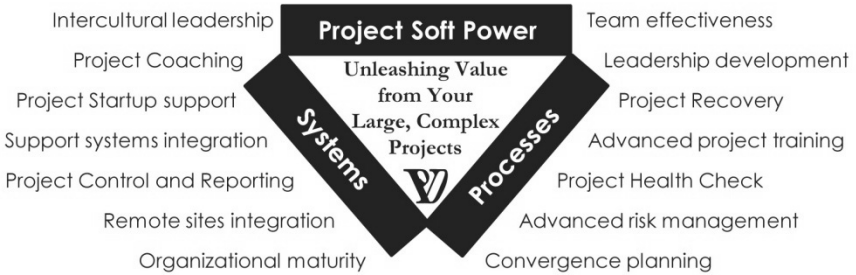 Project Soft Power
Unleashing Value
from Your
Large, Complex
Projects
Systems
Processes
Intercultural leadership
Project Coaching
Project Startup support
Support systems integration
Project Control and Reporting
Remote sites integration
Organizational maturity
Team effectiveness
Leadership development
Project Recovery
Advanced project training
Project Health Check
Advanced risk management
Convergence planning